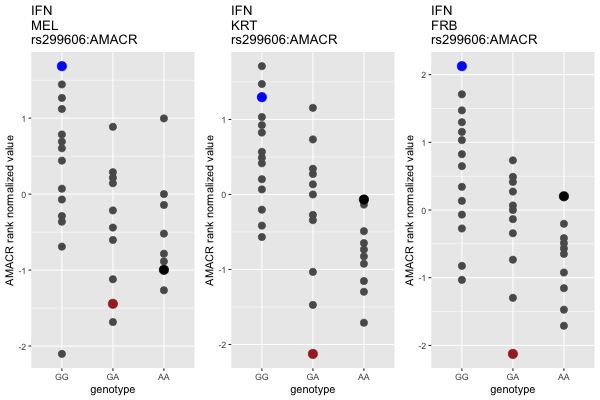 IFN
MEL
rs299606:AMACR
AMACR rank normalized value
1
0
-1
-2
GG GA AA
genotype
IFN
KRT
rs299606:AMACR
AMACR rank normalized value
1
0
-1
-2
GG GA AA
genotype
IFN
FRB
rs299606:AMACR
AMACR rank normalized value
2
1
0
-1
-2
GG GA AA
genotype